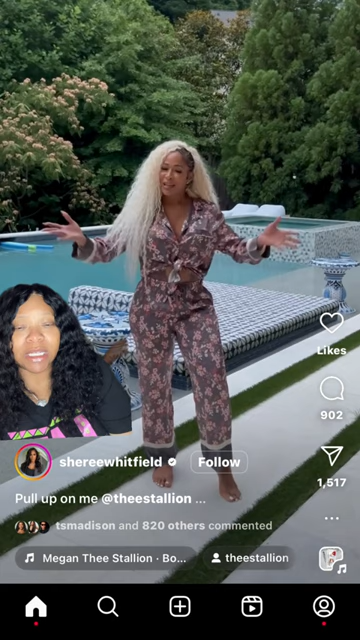 Likes
902
1,517
shereewhitfield
Follow
Pull up on me @theestallion ...
tsmadison and 820 others commented
Megan Thee Stallion · Bo...
theestallion